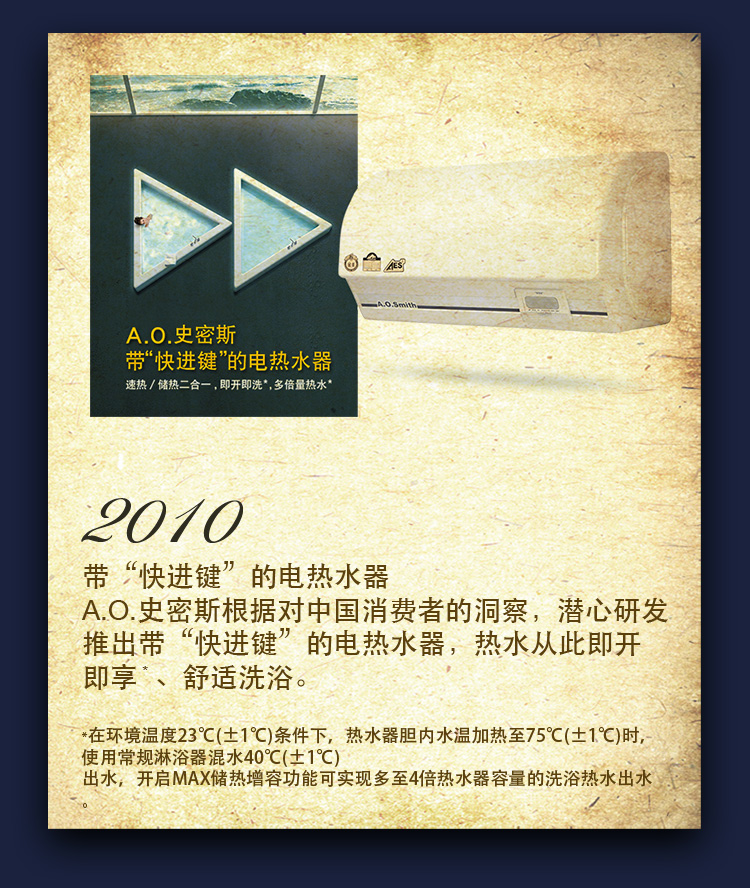 A.O.史密斯
带“快进键”的电热水器
速热/储热二合一,即开即洗*,多倍量热水*
AES
A.O.Smith
2010
带“快进键”的电热水器
A.O.史密斯根据对中国消费者的洞察，潜心研发
推出带“快进键”的电热水器，热水从此即开
即享*、舒适洗浴。
*在环境温度23℃(±1℃)条件下，热水器胆内水温加热至75℃(±1℃)时,
使用常规淋浴器混水40℃(±1℃)
出水，开启MAX储热增容功能可实现多至4倍热水器容量的洗浴热水出水
。